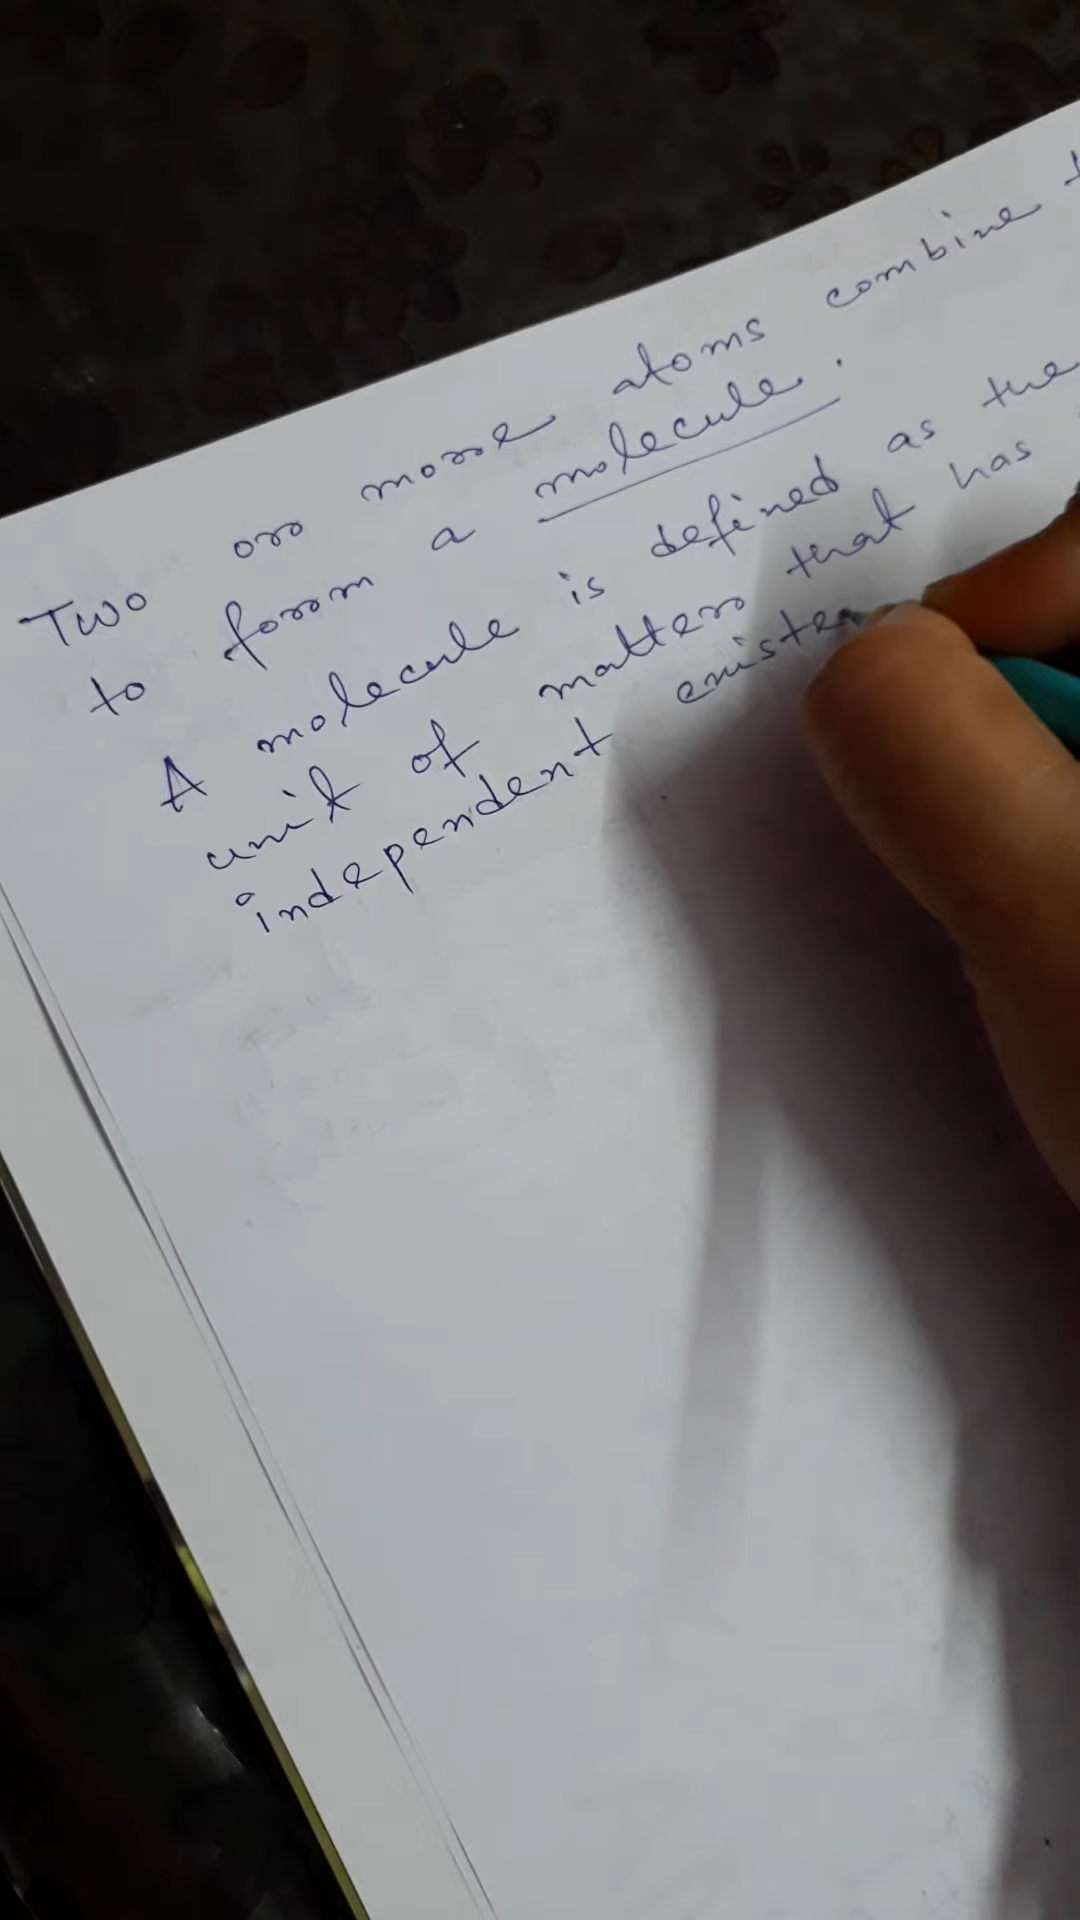 Two or more atoms combine t
to form a molecule.
A molecule is defined as the
unit of matter that has
independent existen